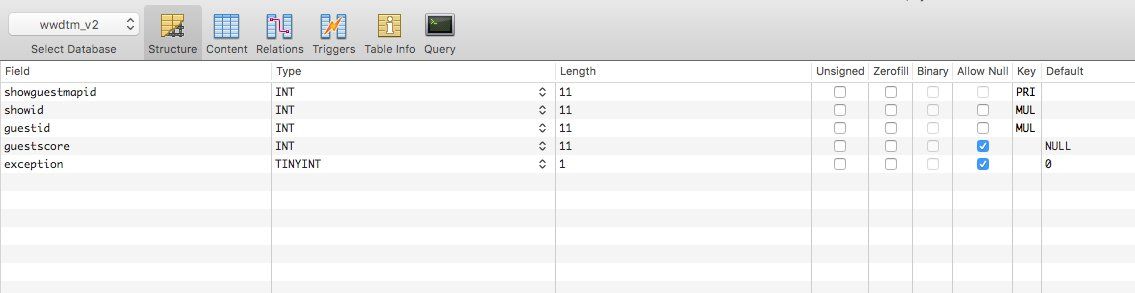 wwdtm_v2
Select Database Structure Content Relations Triggers Table Info Query
Field Type Length Unsigned Zerofill Binary Allow Null Key Default
showguestmapid INT 11 PRI
showid INT 11 MUL
guestid INT 11 MUL
guestscore INT 11 NULL
exception TINYINT 1 0